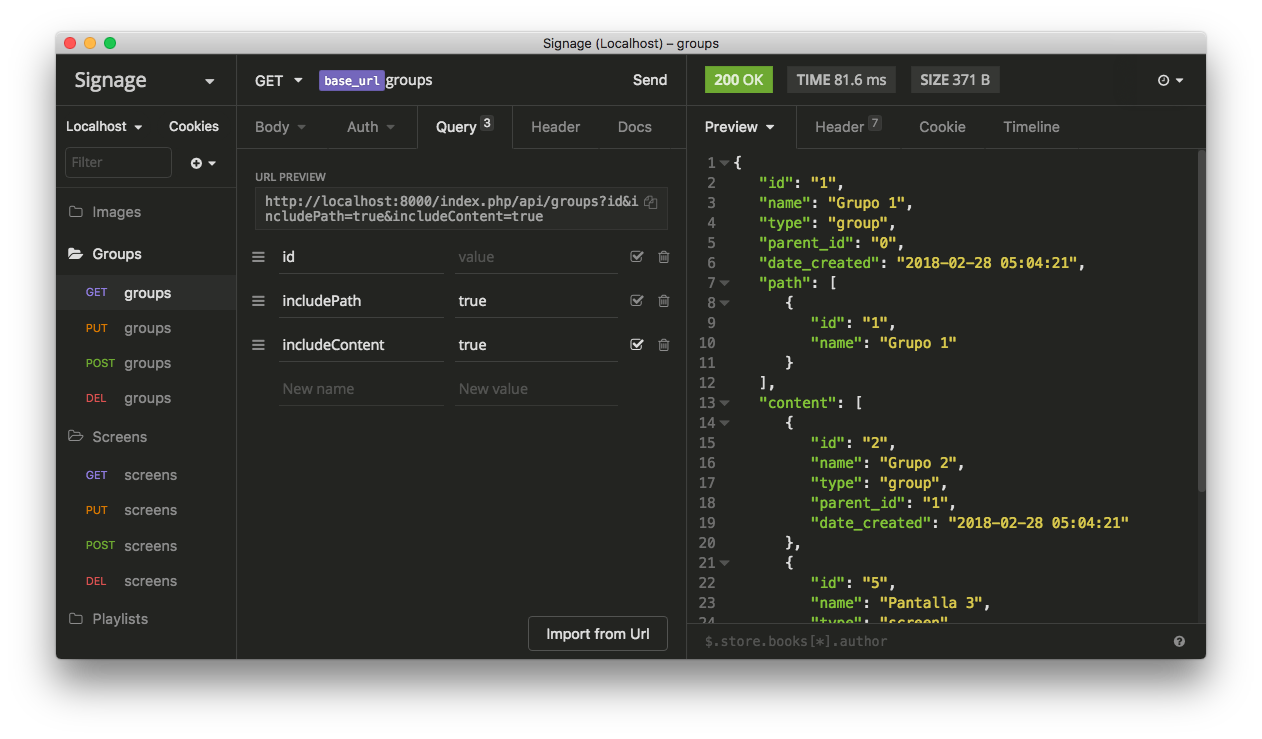 Signage (Localhost) – groups
Signage
Localhost
Cookies
Filter
Images
Groups
GET groups
PUT groups
POST groups
DEL groups
Screens
GET screens
PUT screens
POST screens
DEL screens
Playlists
GET base_url groups Send
Body Auth Query 3 Header Docs
URL PREVIEW
http://localhost:8000/index.php/api/groups?id&i
ncludePath=true&includeContent=true
id value
includePath true
includeContent true
New name New value
Import from Url
200 OK TIME 81.6 ms SIZE 371 B
Preview Header 7 Cookie Timeline
1 {
2 "id": "1",
3 "name": "Grupo 1",
4 "type": "group",
5 "parent_id": "0",
6 "date_created": "2018-02-28 05:04:21",
7 "path": [
8 {
9 "id": "1",
10 "name": "Grupo 1"
11 }
12 ],
13 "content": [
14 {
15 "id": "2",
16 "name": "Grupo 2",
17 "type": "group",
18 "parent_id": "1",
19 "date_created": "2018-02-28 05:04:21"
20 },
21 {
22 "id": "5",
23 "name": "Pantalla 3",
24 "type": "screen"
$.store.books[*].author